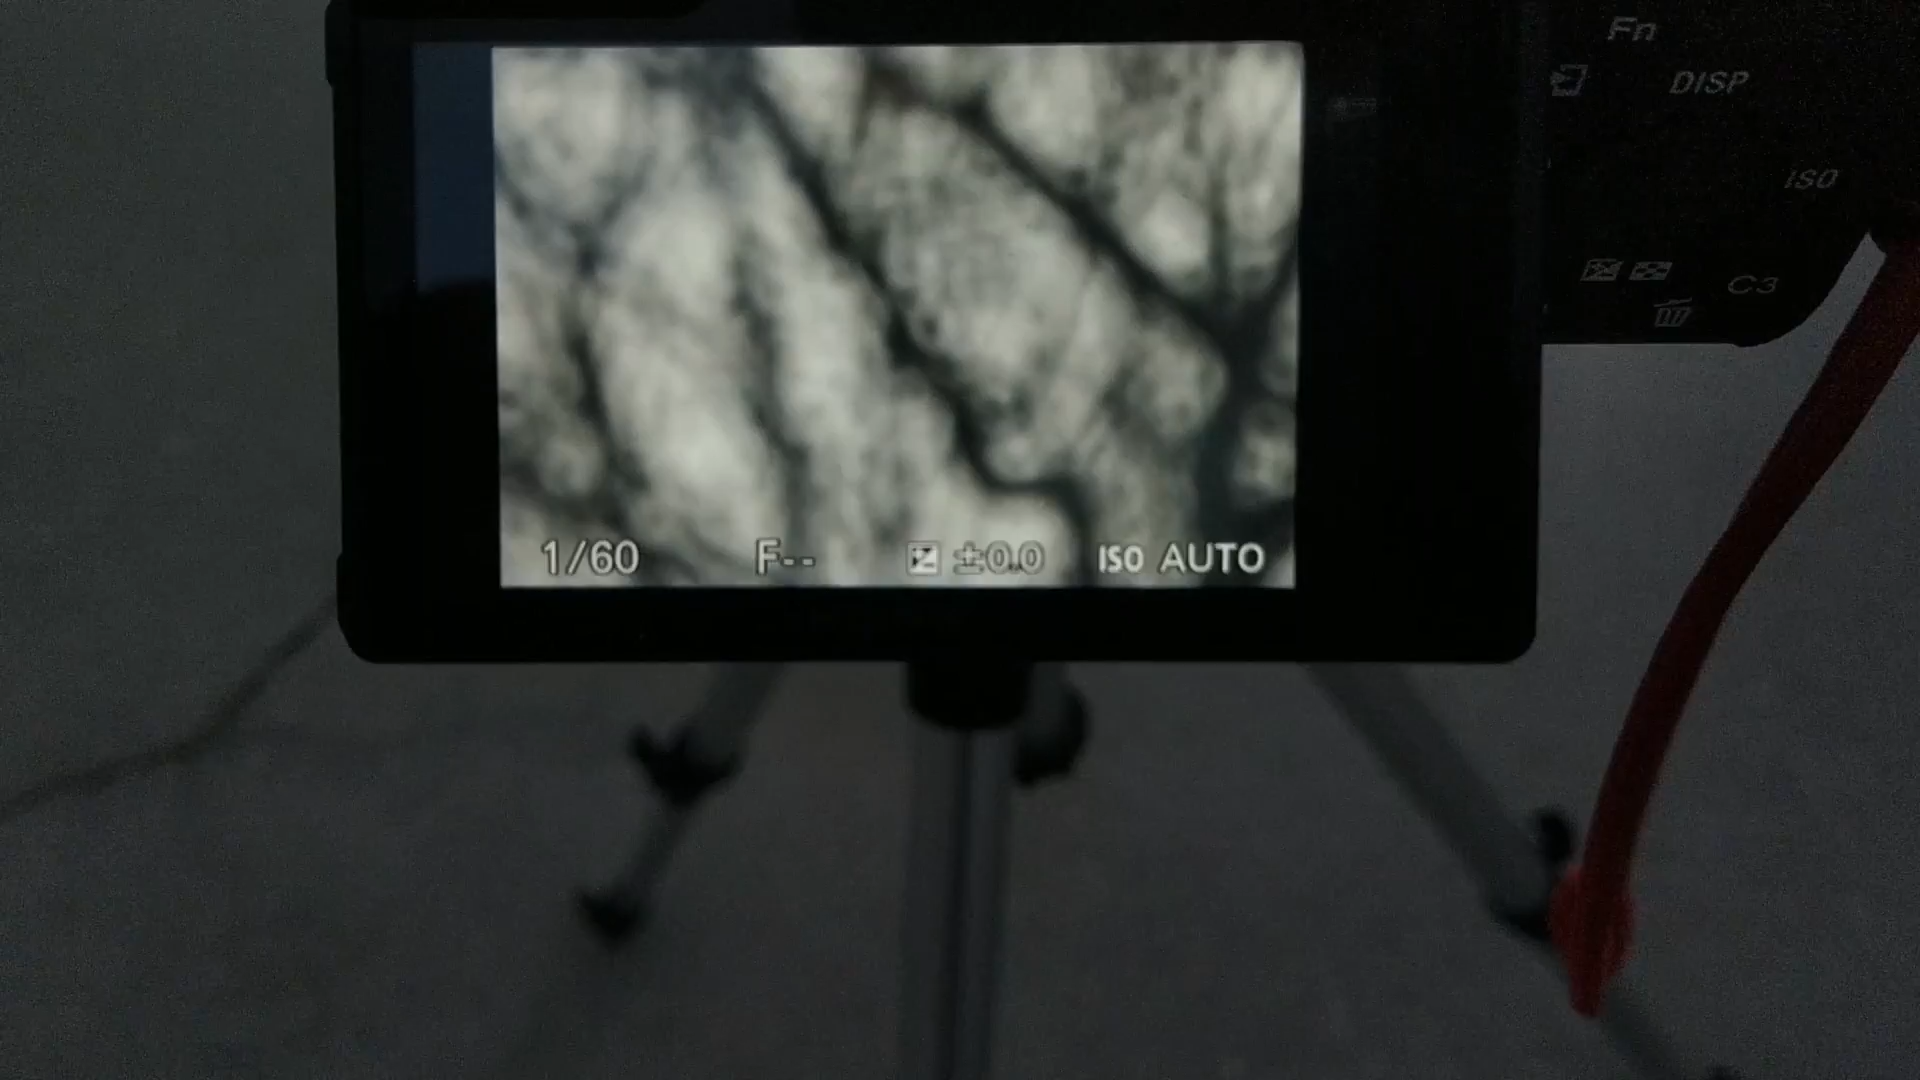 Fn
DISP
ISO
C3
1/60 F-- ±0.0 ISO AUTO